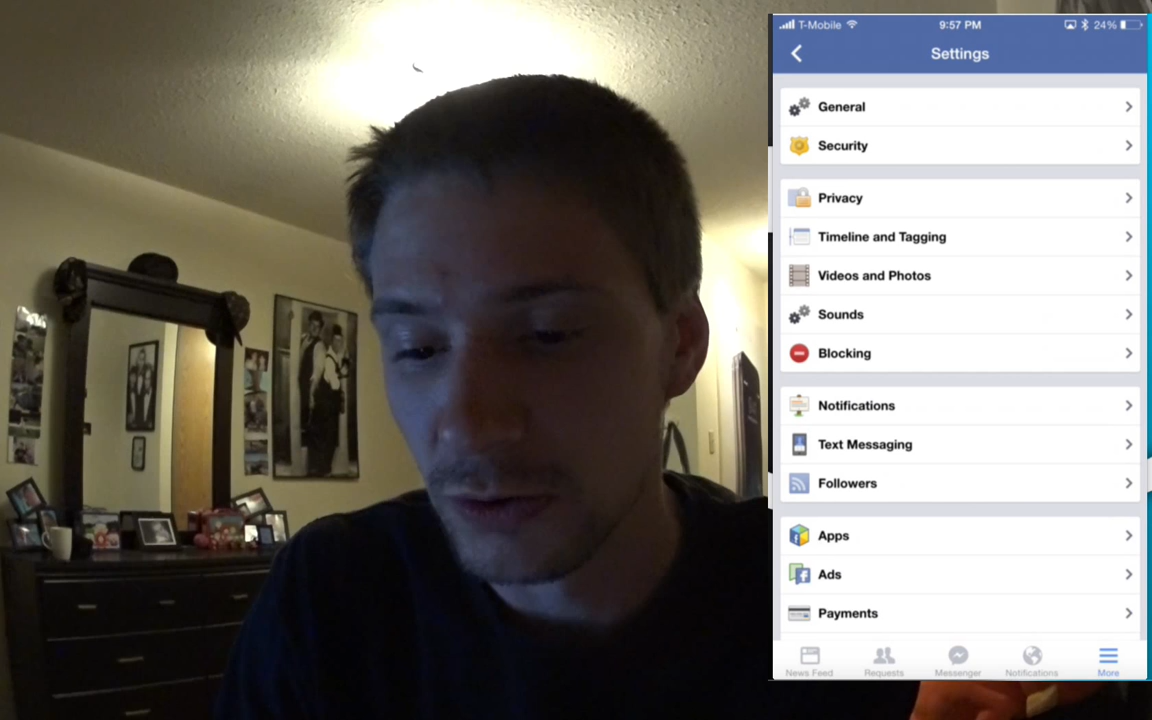 T-Mobile 9:57 PM 24%
Settings
General
Security
Privacy
Timeline and Tagging
Videos and Photos
Sounds
Blocking
Notifications
Text Messaging
Followers
Apps
Ads
Payments
News Feed Requests Messenger Notifications More